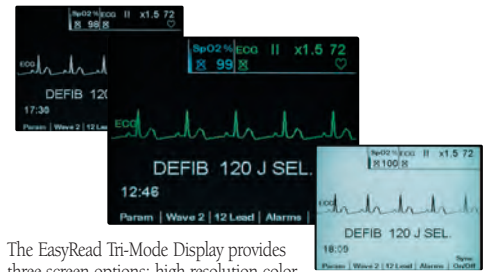 SpO2% ECG II x1.5 72
98
ECG
DEFIB 120
17:36
Param | Wave 2 | 12 Lead
SpO2% ECG II x1.5 72
99
ECG
DEFIB 120 J SEL.
12:46
Param | Wave 2 | 12 Lead | Alarms |
SpO2% ECG II x1.5 72
100
ECG
DEFIB 120 J SEL.
18:09
Sync
Param | Wave 2 | 12 Lead | Alarms | On/Off
The EasyRead Tri-Mode Display provides
three screen options: high resolution color